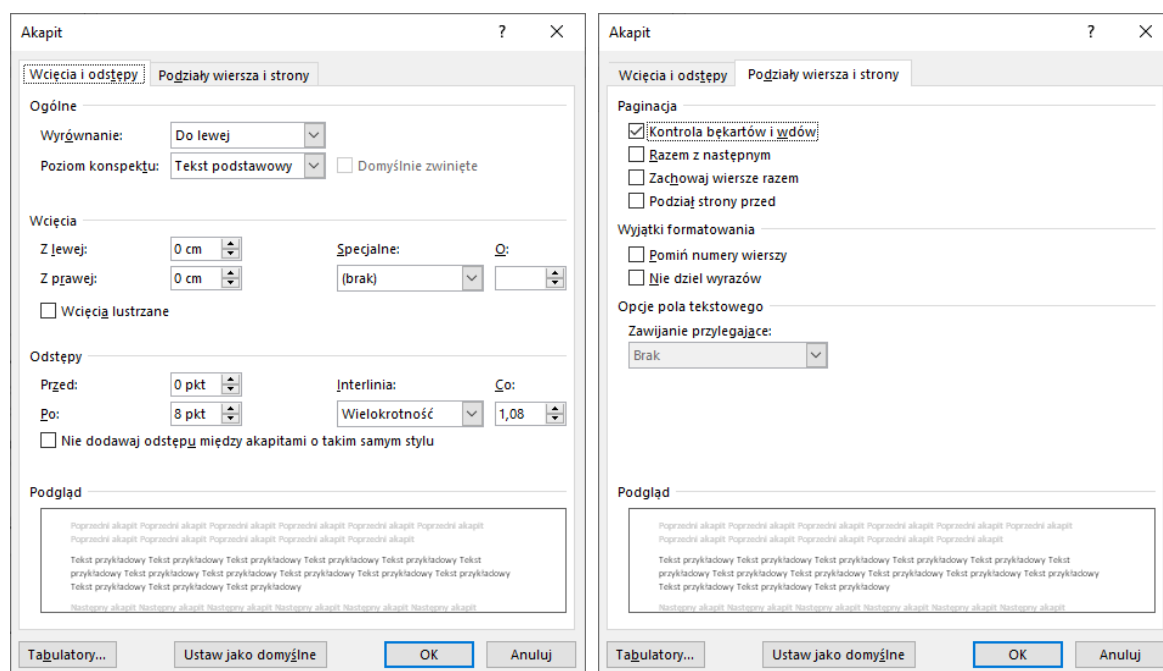 Akapit ? ×
Wcięcia i odstępy Podziały wiersza i strony
Ogólne
Wyrównanie: Do lewej
Poziom konspektu: Tekst podstawowy Domyślnie zwinięte
Wcięcia
Z lewej: 0 cm Specjalne: O:
Z prawej: 0 cm (brak)
Wcięcia lustrzane
Odstępy
Przed: 0 pkt Interlinia: Co:
Po: 8 pkt Wielokrotność 1,08
Nie dodawaj odstępu między akapitami o takim samym stylu
Podgląd
Poprzedni akapit Poprzedni akapit Poprzedni akapit Poprzedni akapit Poprzedni akapit Poprzedni akapit
Poprzedni akapit Poprzedni akapit Poprzedni akapit Poprzedni akapit Poprzedni akapit
Tekst przykładowy Tekst przykładowy Tekst przykładowy Tekst przykładowy Tekst przykładowy Tekst
przykładowy Tekst przykładowy Tekst przykładowy Tekst przykładowy Tekst przykładowy Tekst przykładowy
Tekst przykładowy Tekst przykładowy Tekst przykładowy
Następny akapit Następny akapit Następny akapit Następny akapit Następny akapit Następny akapit
Tabulatory... Ustaw jako domyślne OK Anuluj
Akapit ? ×
Wcięcia i odstępy Podziały wiersza i strony
Paginacja
Kontrola bękartów i wdów
Razem z następnym
Zachowaj wiersze razem
Podział strony przed
Wyjątki formatowania
Pomiń numery wierszy
Nie dziel wyrazów
Opcje pola tekstowego
Zawijanie przylegające:
Brak
Podgląd
Poprzedni akapit Poprzedni akapit Poprzedni akapit Poprzedni akapit Poprzedni akapit Poprzedni akapit
Poprzedni akapit Poprzedni akapit Poprzedni akapit Poprzedni akapit Poprzedni akapit
Tekst przykładowy Tekst przykładowy Tekst przykładowy Tekst przykładowy Tekst przykładowy Tekst
przykładowy Tekst przykładowy Tekst przykładowy Tekst przykładowy Tekst przykładowy Tekst przykładowy
Tekst przykładowy Tekst przykładowy Tekst przykładowy
Następny akapit Następny akapit Następny akapit Następny akapit Następny akapit Następny akapit
Tabulatory... Ustaw jako domyślne OK Anuluj